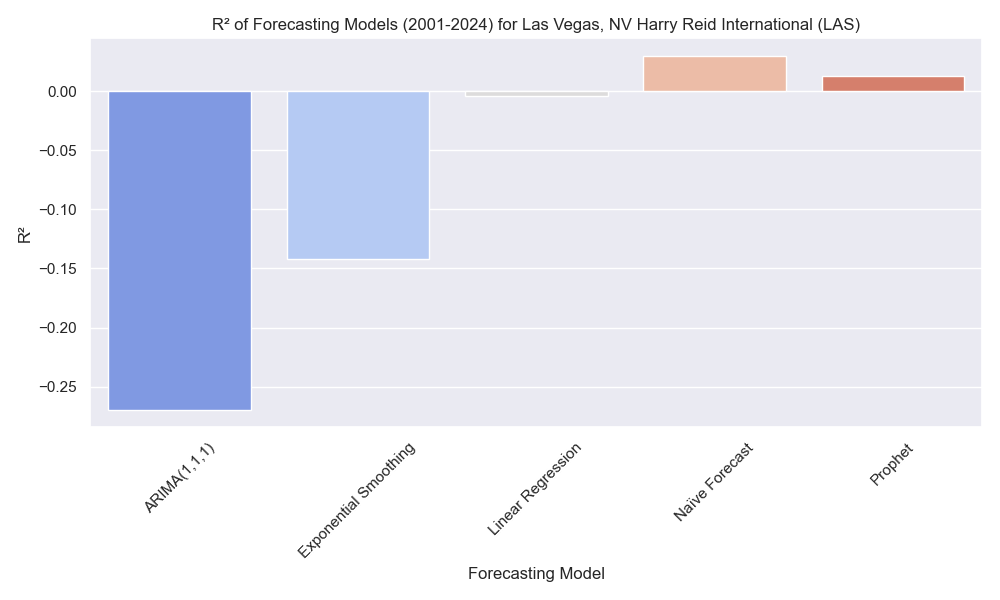 R² of Forecasting Models (2001-2024) for Las Vegas, NV Harry Reid International (LAS)
0.00
−0.05
−0.10
−0.15
−0.20
−0.25
R²
ARIMA(1,1,1)
Exponential Smoothing
Linear Regression
Naïve Forecast
Prophet
Forecasting Model